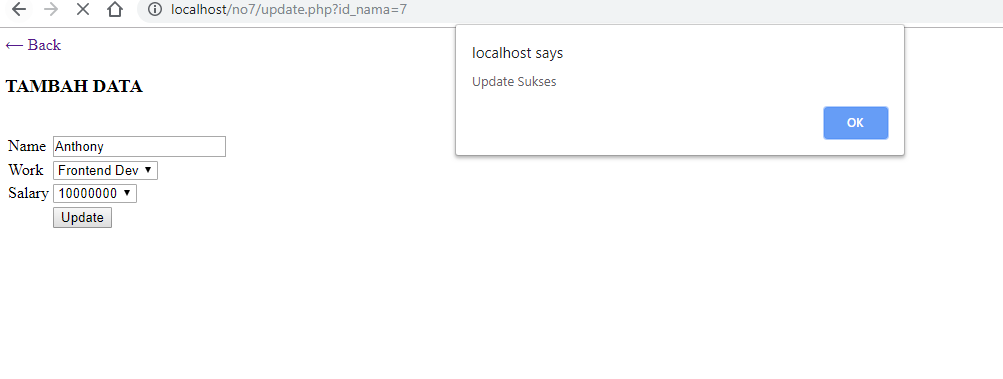 localhost/no7/update.php?id_nama=7
localhost says
Update Sukses
OK
← Back
TAMBAH DATA
Name Anthony
Work Frontend Dev
Salary 10000000
Update